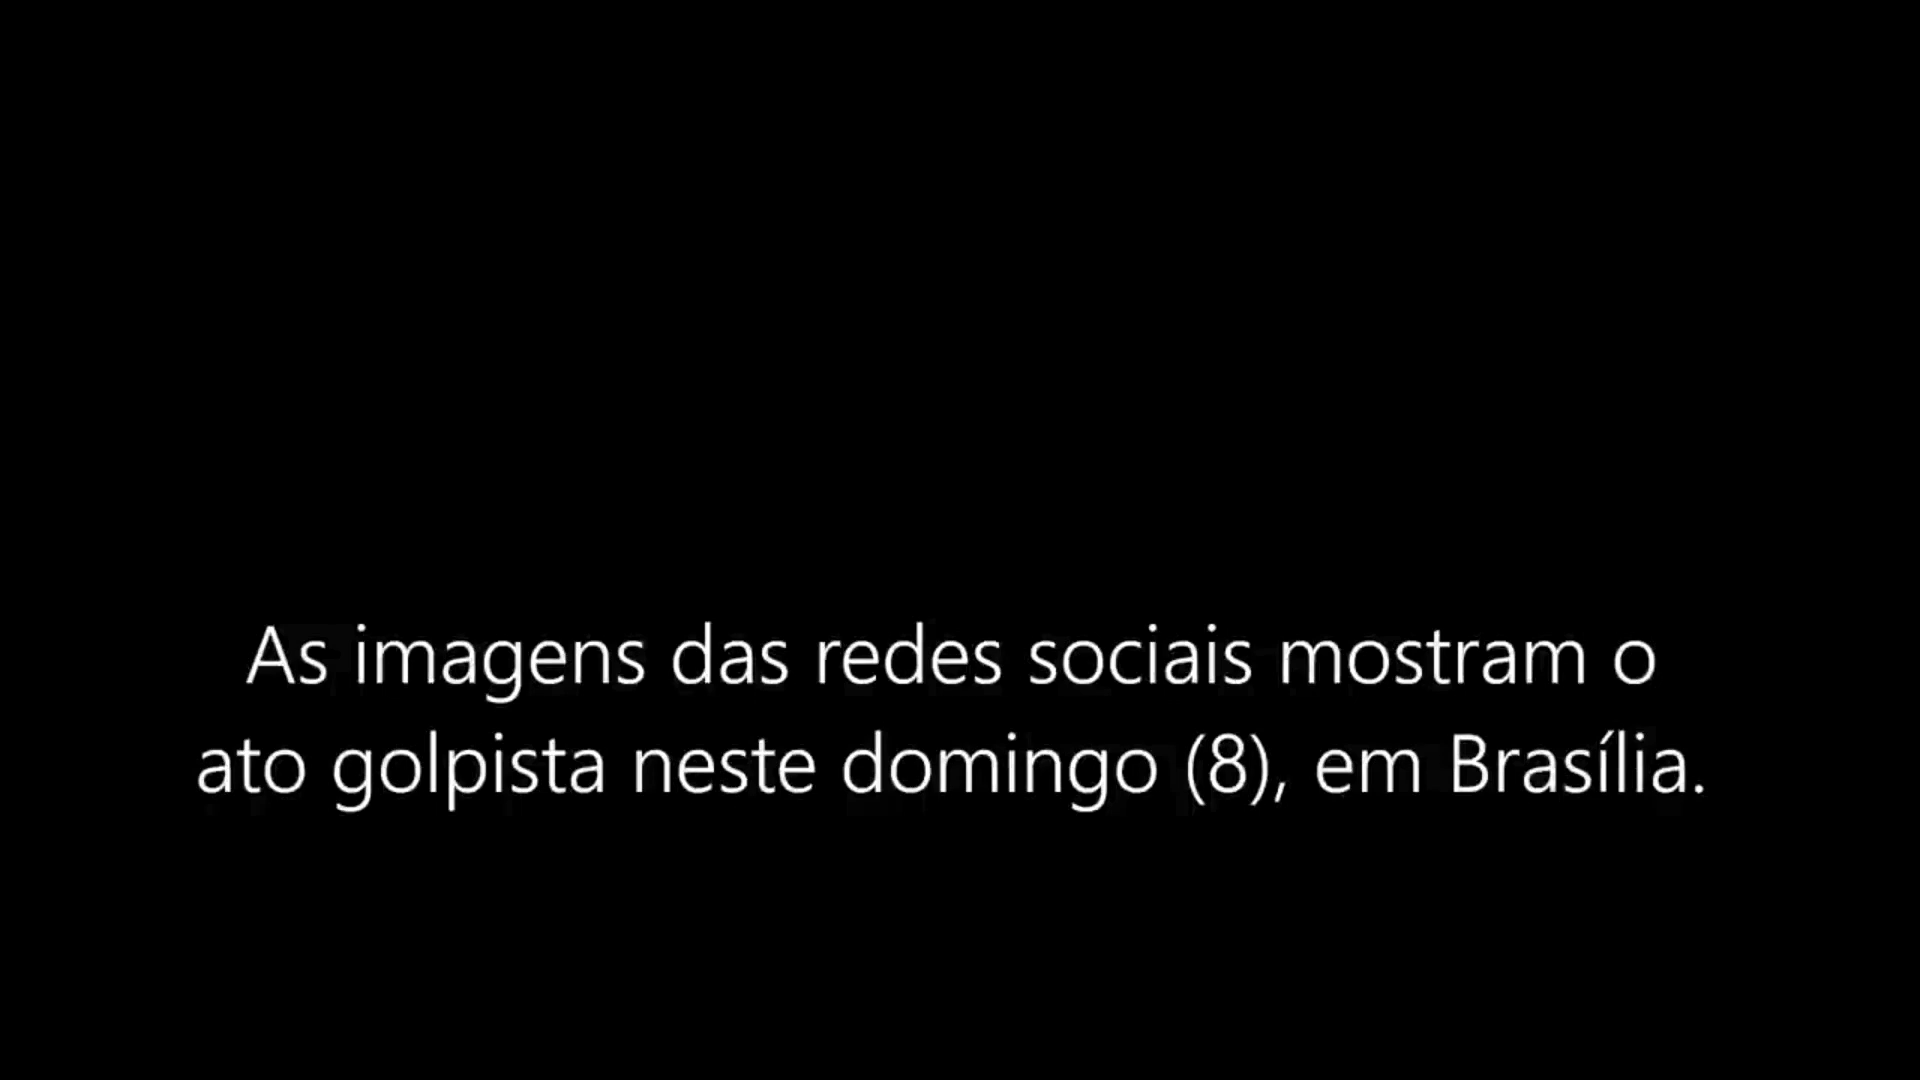 As imagens das redes sociais mostram o
ato golpista neste domingo (8), em Brasília.